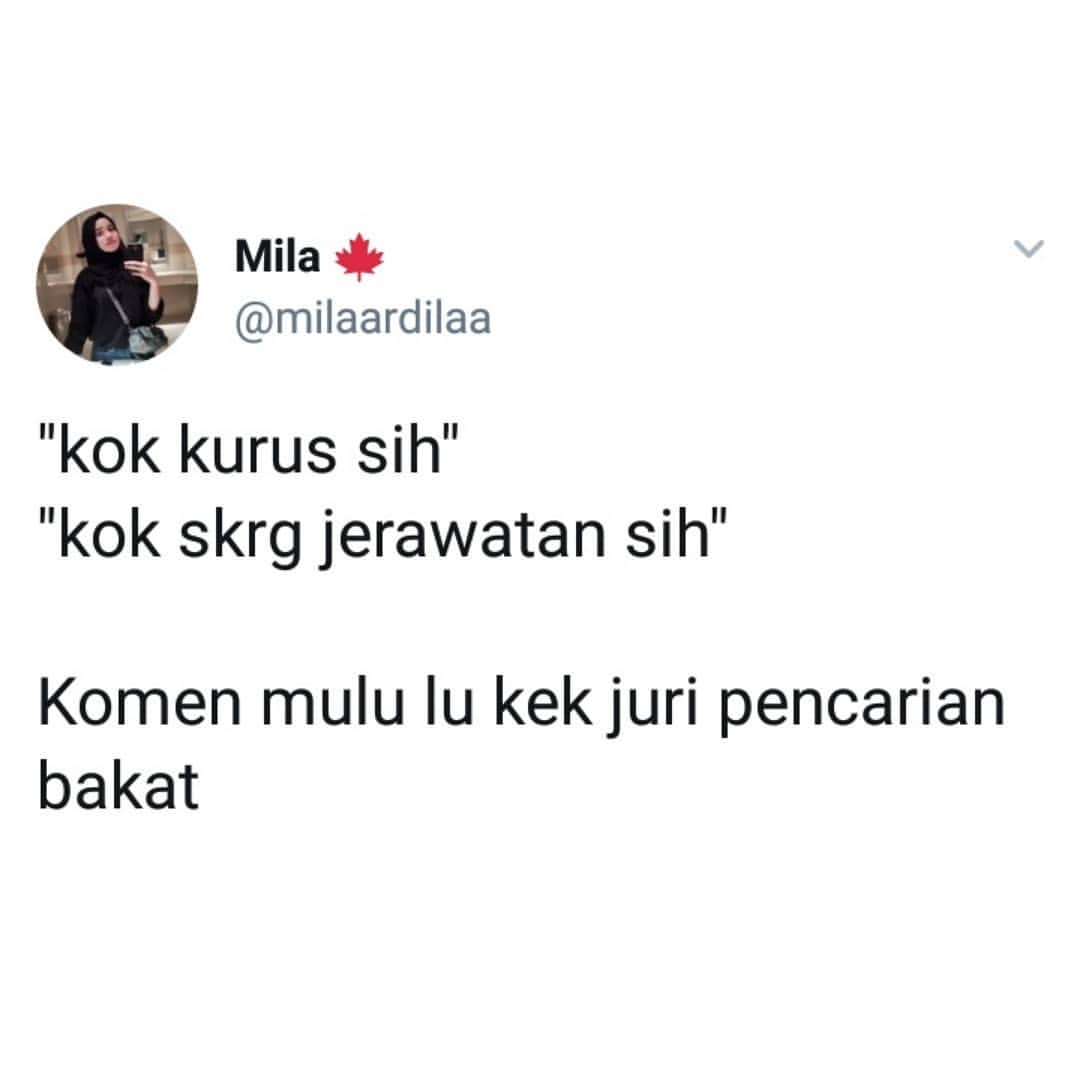 Mila 🍁
@milaardilaa
"kok kurus sih"
"kok skrg jerawatan sih"
Komen mulu lu kek juri pencarian
bakat